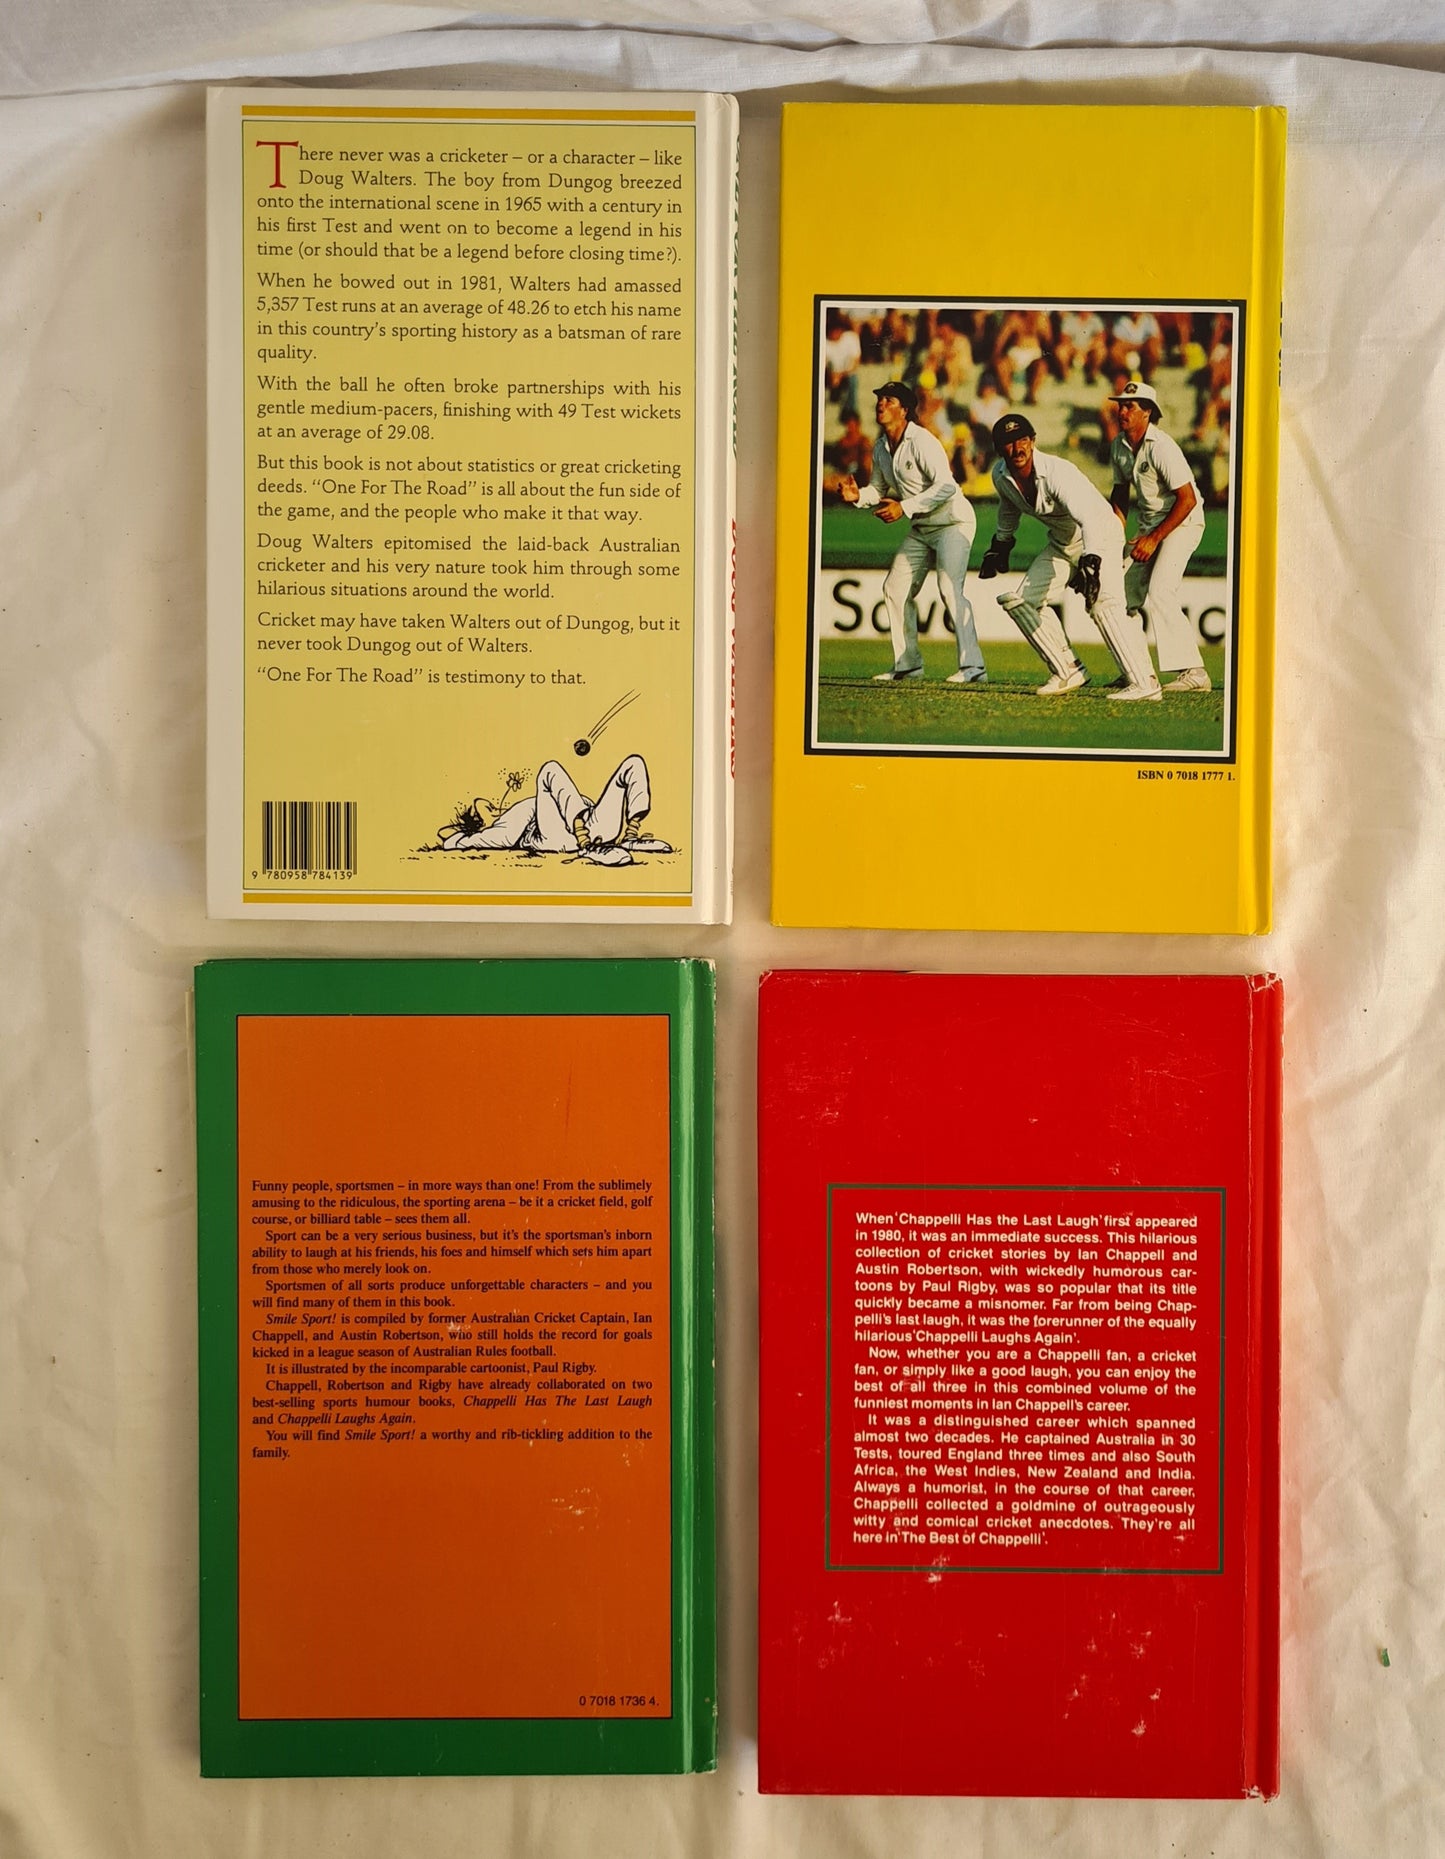 There never was a cricketer – or a character – like
Doug Walters. The boy from Dungog breezed
onto the international scene in 1965 with a century in
his first Test and went on to become a legend in his
time (or should that be a legend before closing time?).
When he bowed out in 1981, Walters had amassed
5,357 Test runs at an average of 48.26 to etch his name
in this country's sporting history as a batsman of rare
quality.
With the ball he often broke partnerships with his
gentle medium-pacers, finishing with 49 Test wickets
at an average of 29.08.
But this book is not about statistics or great cricketing
deeds. “One For The Road” is all about the fun side of
the game, and the people who make it that way.
Doug Walters epitomised the laid-back Australian
cricketer and his very nature took him through some
hilarious situations around the world.
Cricket may have taken Walters out of Dungog, but it
never took Dungog out of Walters.
“One For The Road” is testimony to that.
9 780958 784139
Save
ISBN 0 7018 1777 1.
Funny people, sportsmen – in more ways than one! From the sublimely
amusing to the ridiculous, the sporting arena – be it a cricket field, golf
course, or billiard table – sees them all.
Sport can be a very serious business, but it's the sportsman's inborn
ability to laugh at his friends, his foes and himself which sets him apart
from those who merely look on.
Sportsmen of all sorts produce unforgettable characters – and you
will find many of them in this book.
Smile Sport! is compiled by former Australian Cricket Captain, Ian
Chappell, and Austin Robertson, who still holds the record for goals
kicked in a league season of Australian Rules football.
It is illustrated by the incomparable cartoonist, Paul Rigby.
Chappell, Robertson and Rigby have already collaborated on two
best-selling sports humour books, Chappelli Has The Last Laugh
and Chappelli Laughs Again.
You will find Smile Sport! a worthy and rib-tickling addition to the
family.
0 7018 1736 4.
When ‘Chappelli Has the Last Laugh’ first appeared
in 1980, it was an immediate success. This hilarious
collection of cricket stories by Ian Chappell and
Austin Robertson, with wickedly humorous car-
toons by Paul Rigby, was so popular that its title
quickly became a misnomer. Far from being Chap-
pelli's last laugh, it was the forerunner of the equally
hilarious ‘Chappelli Laughs Again’.
Now, whether you are a Chappelli fan, a cricket
fan, or simply like a good laugh, you can enjoy the
best of all three in this combined volume of the
funniest moments in Ian Chappell's career.
It was a distinguished career which spanned
almost two decades. He captained Australia in 30
Tests, toured England three times and also South
Africa, the West Indies, New Zealand and India.
Always a humorist, in the course of that career,
Chappelli collected a goldmine of outrageously
witty and comical cricket anecdotes. They're all
here in ‘The Best of Chappelli’.